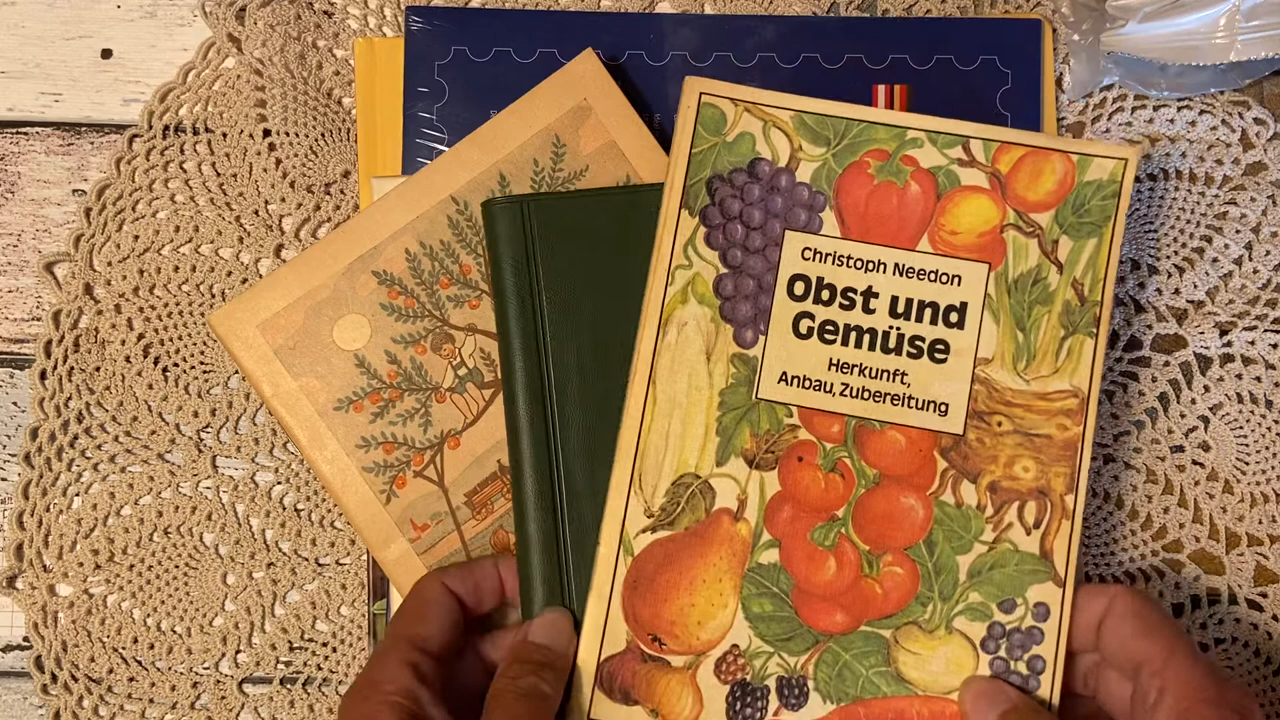 Christoph Needon
Obst und
Gemüse
Herkunft,
Anbau, Zubereitung